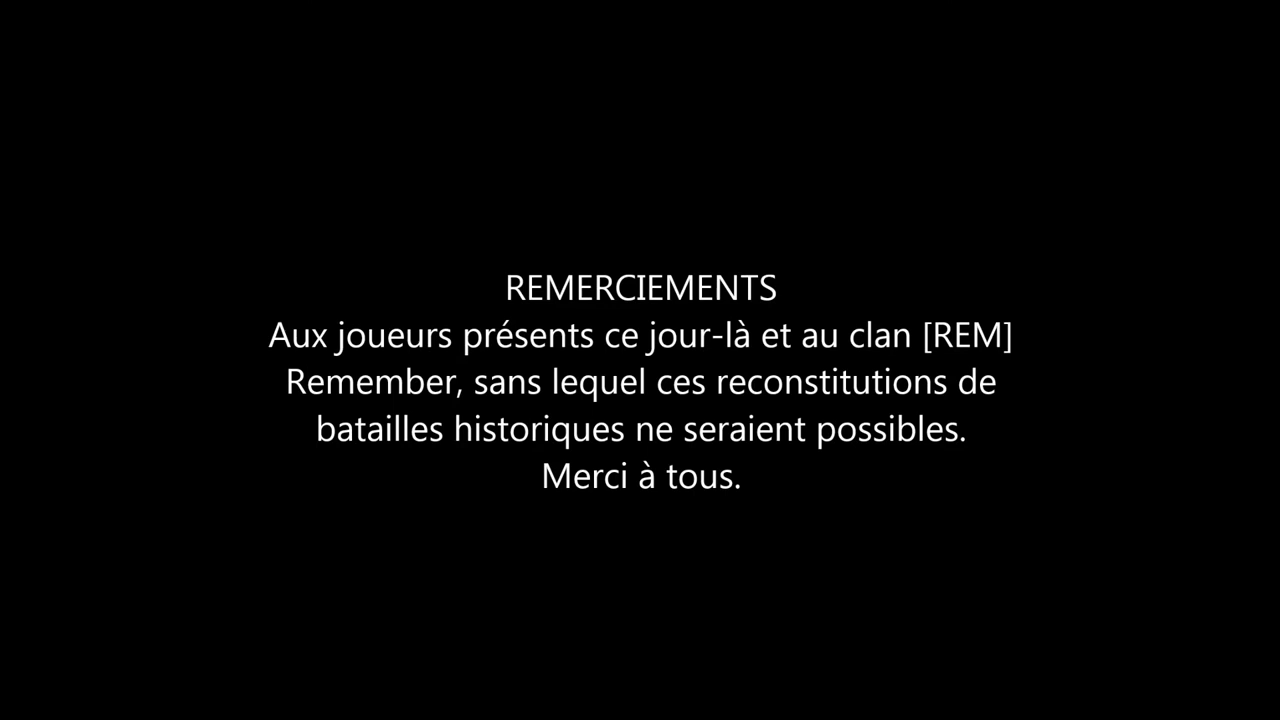 REMERCIEMENTS
Aux joueurs présents ce jour-là et au clan [REM]
Remember, sans lequel ces reconstitutions de
batailles historiques ne seraient possibles.
Merci à tous.